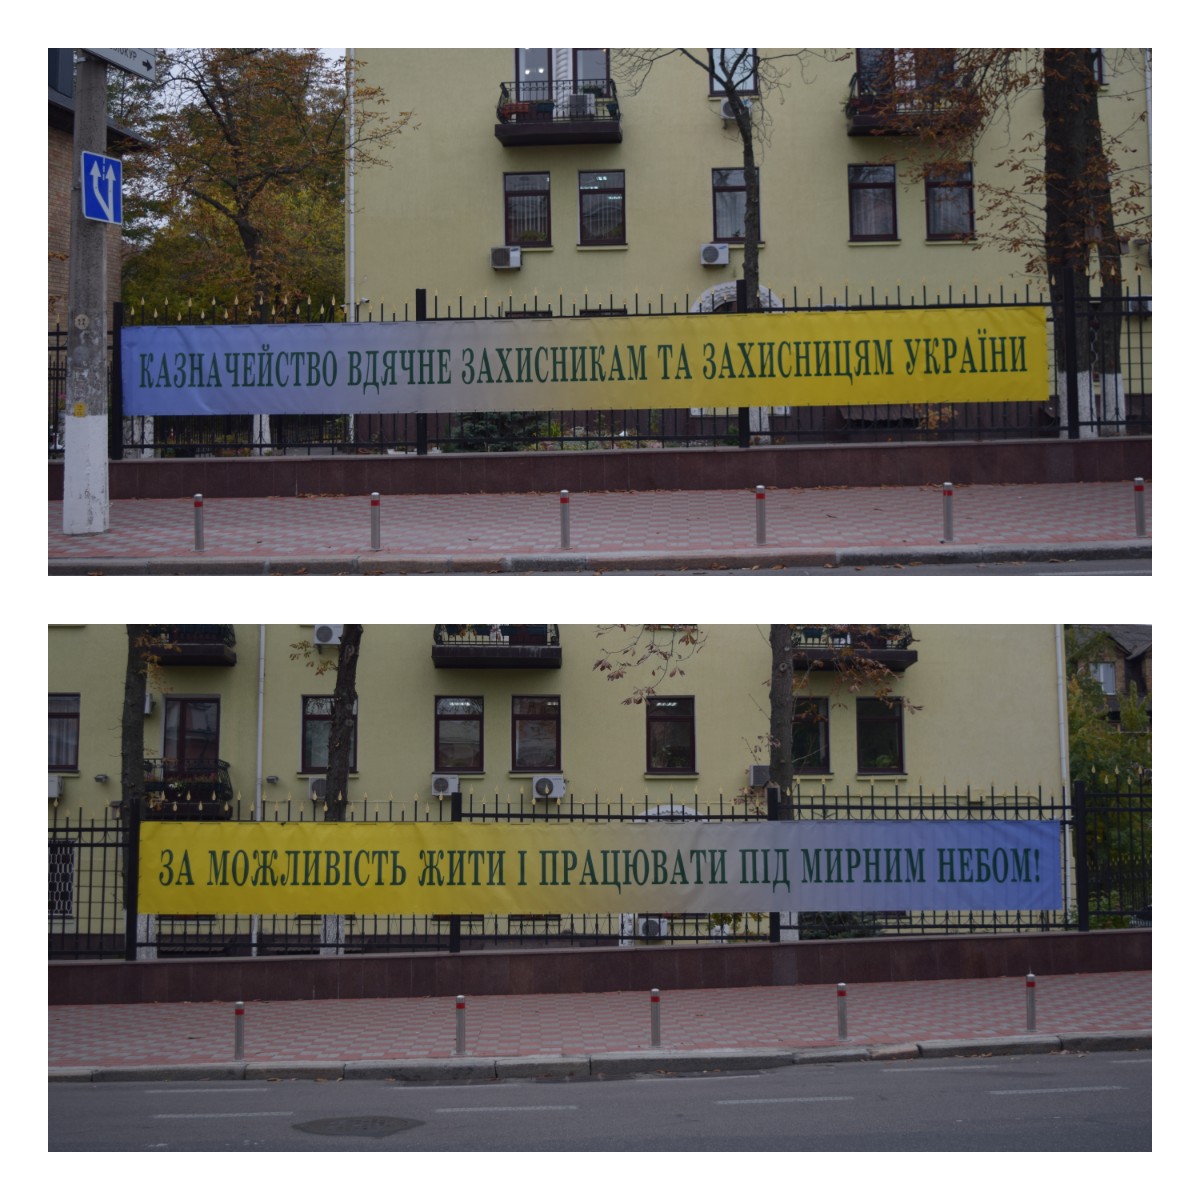 КАЗНАЧЕЙСТВО ВДЯЧНЕ ЗАХИСНИКАМ ТА ЗАХИСНИЦЯМ УКРАЇНИ
ЗА МОЖЛИВІСТЬ ЖИТИ І ПРАЦЮВАТИ ПІД МИРНИМ НЕБОМ!